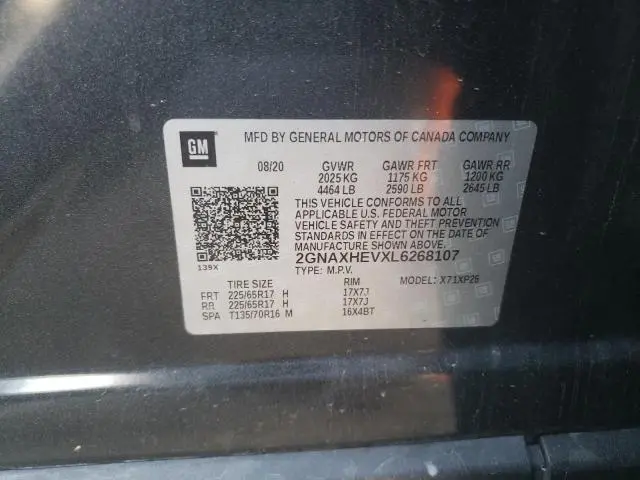 GM
MFD BY GENERAL MOTORS OF CANADA COMPANY
08/20 GVWR GAWR FRT GAWR RR
2025 KG 1175 KG 1200 KG
4464 LB 2590 LB 2645 LB
THIS VEHICLE CONFORMS TO ALL
APPLICABLE U.S. FEDERAL MOTOR
VEHICLE SAFETY AND THEFT
PREVENTION STANDARDS IN
EFFECT ON THE DATE OF
MANUFACTURE SHOWN ABOVE.
2GNAXHEVXL6268107
139X TYPE: M.P.V. MODEL: X71XP26
TIRE SIZE RIM
FRT 225/65R17 H 17X7J
RR 225/65R17 H 17X7J
SPA T135/70R16 M 16X4BT